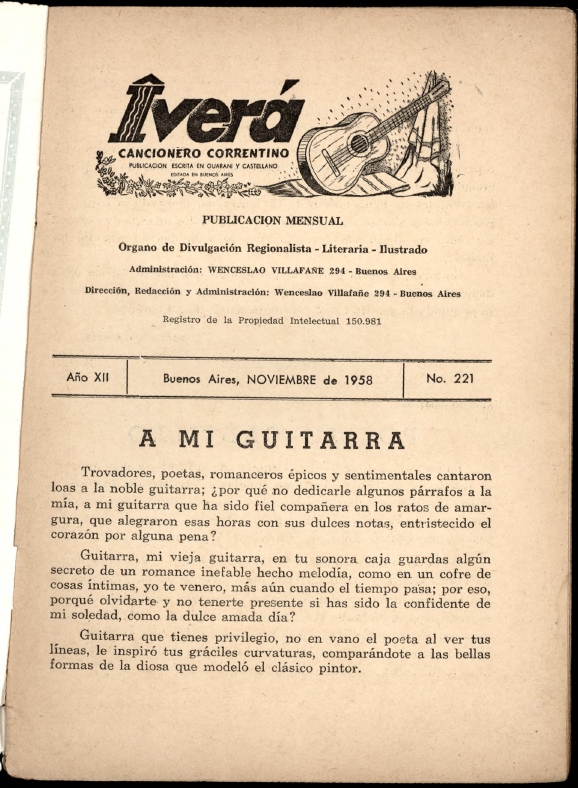 Îverá
CANCIONERO CORRENTINO
PUBLICACION ESCRITA EN GUARANI Y CASTELLANO
EDITADA EN BUENOS AIRES
PUBLICACION MENSUAL
Organo de Divulgación Regionalista - Literaria - Ilustrado
Administración: WENCESLAO VILLAFAÑE 294 - Buenos Aires
Dirección, Redacción y Administración: Wenceslao Villafañe 294 - Buenos Aires
Registro de la Propiedad Intelectual 150.981
Año XII
Buenos Aires, NOVIEMBRE de 1958
No. 221
A MI GUITARRA
Trovadores, poetas, romanceros épicos y sentimentales cantaron
loas a la noble guitarra; ¿por qué no dedicarle algunos párrafos a la
mía, a mi guitarra que ha sido fiel compañera en los ratos de amar-
gura, que alegraron esas horas con sus dulces notas, entristecido el
corazón por alguna pena?
Guitarra, mi vieja guitarra, en tu sonora caja guardas algún
secreto de un romance inefable hecho melodía, como en un cofre de
cosas íntimas, yo te venero, más aún cuando el tiempo pasa; por eso,
porqué olvidarte y no tenerte presente si has sido la confidente de
mi soledad, como la dulce amada día?
Guitarra que tienes privilegio, no en vano el poeta al ver tus
líneas, le inspiró tus gráciles curvaturas, comparándote a las bellas
formas de la diosa que modeló el clásico pintor.